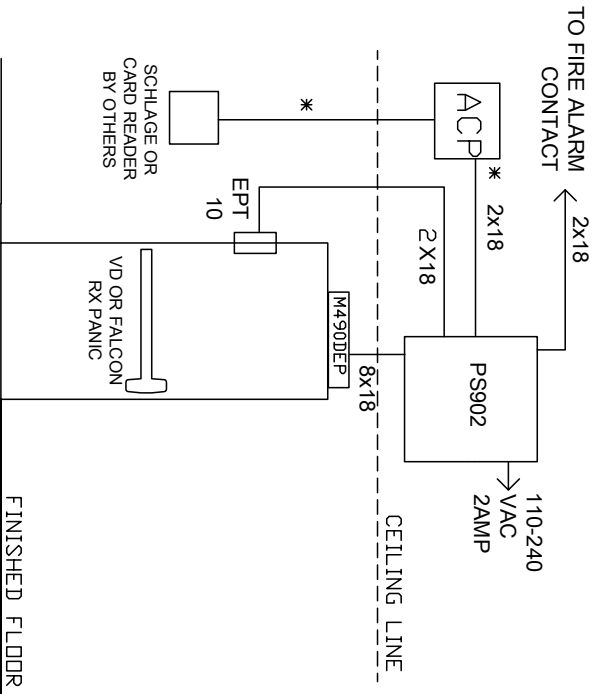 TO FIRE ALARM
CONTACT
2x18
ACP
*
2x18
2X18
PS902
110-240
VAC
2AMP
*
CEILING LINE
SCHLAGE OR
CARD READER
BY OTHERS
EPT
10
M490DEP
8x18
VD OR FALCON
RX PANIC
FINISHED FLOOR